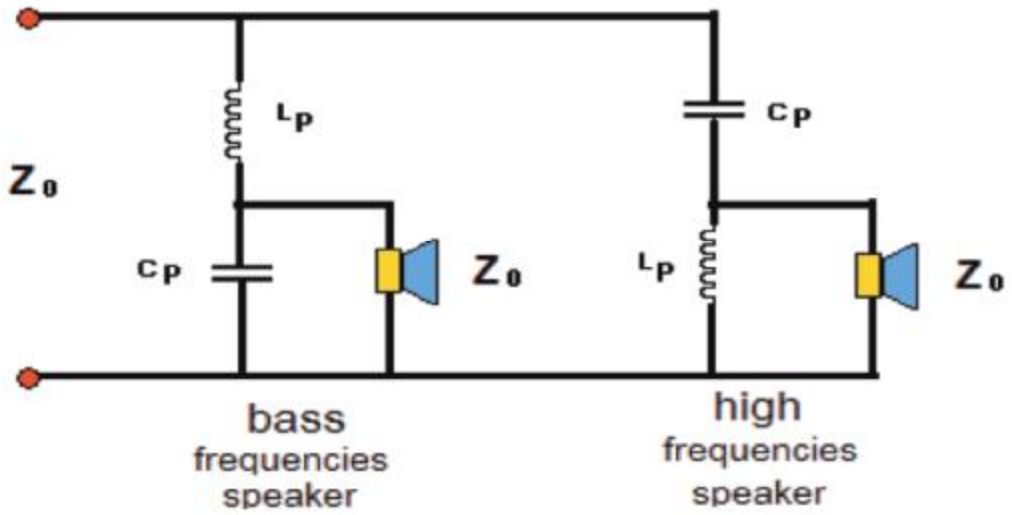 Lp
Cp
Z0
Cp
Z0
Lp
Z0
bass
frequencies
speaker
high
frequencies
speaker